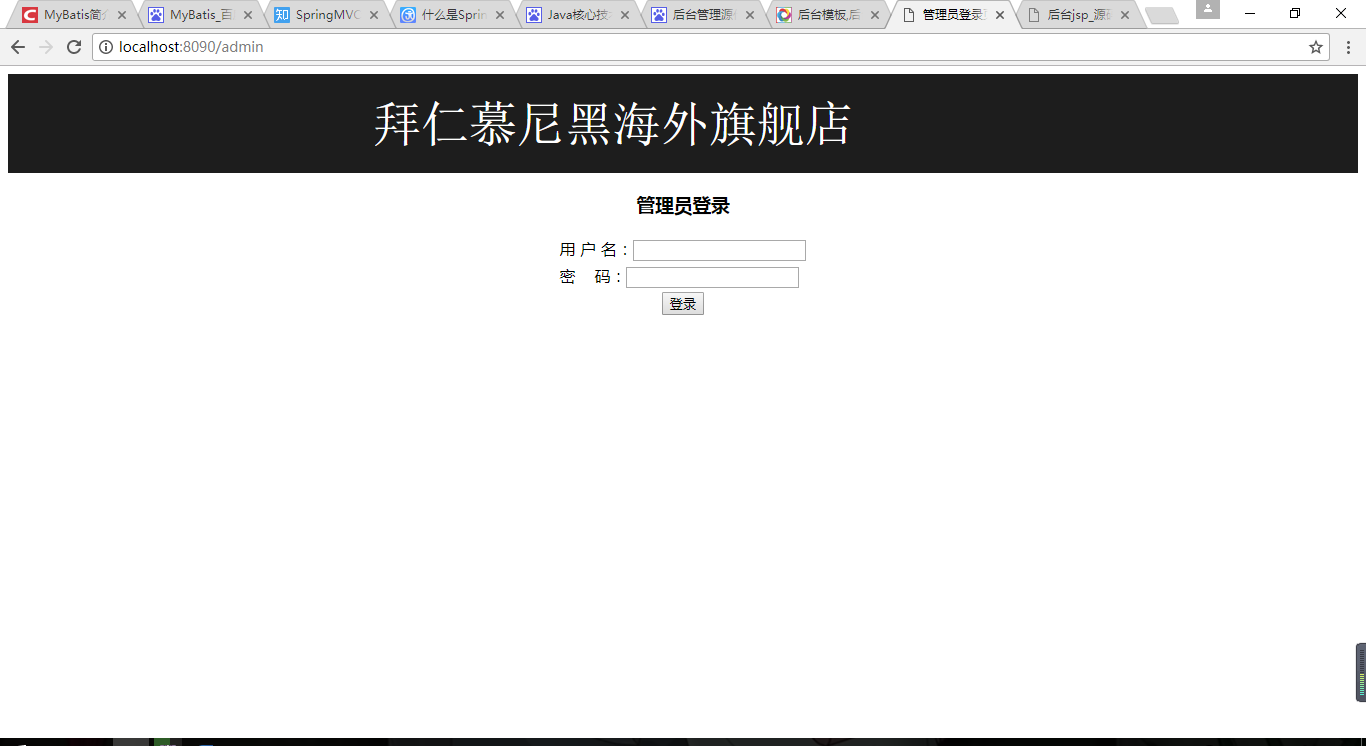 MyBatis简介 MyBatis_百 SpringMVC 什么是Sprin Java核心技术 后台管理源 后台模板,后 管理员登录 后台jsp_源码
localhost:8090/admin
拜仁慕尼黑海外旗舰店
管理员登录
用 户 名：
密 码：
登录